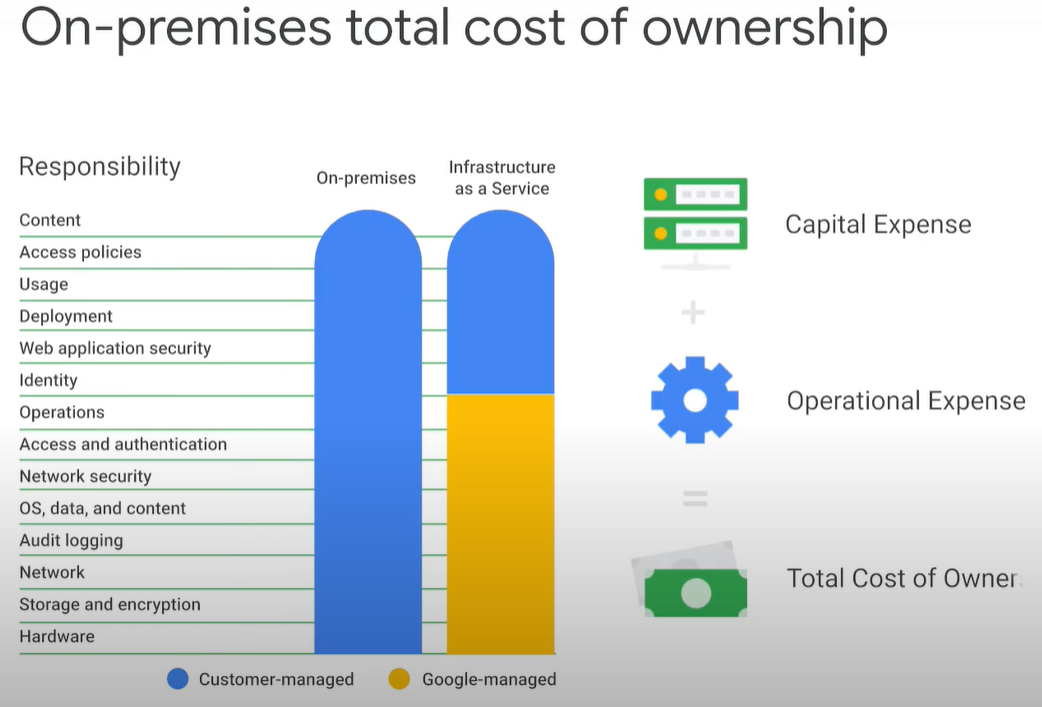 On-premises total cost of ownership
Responsibility
On-premises
Infrastructure
as a Service
Content
Access policies
Usage
Deployment
Web application security
Identity
Operations
Access and authentication
Network security
OS, data, and content
Audit logging
Network
Storage and encryption
Hardware
Customer-managed
Google-managed
Capital Expense
+
Operational Expense
=
Total Cost of Owner